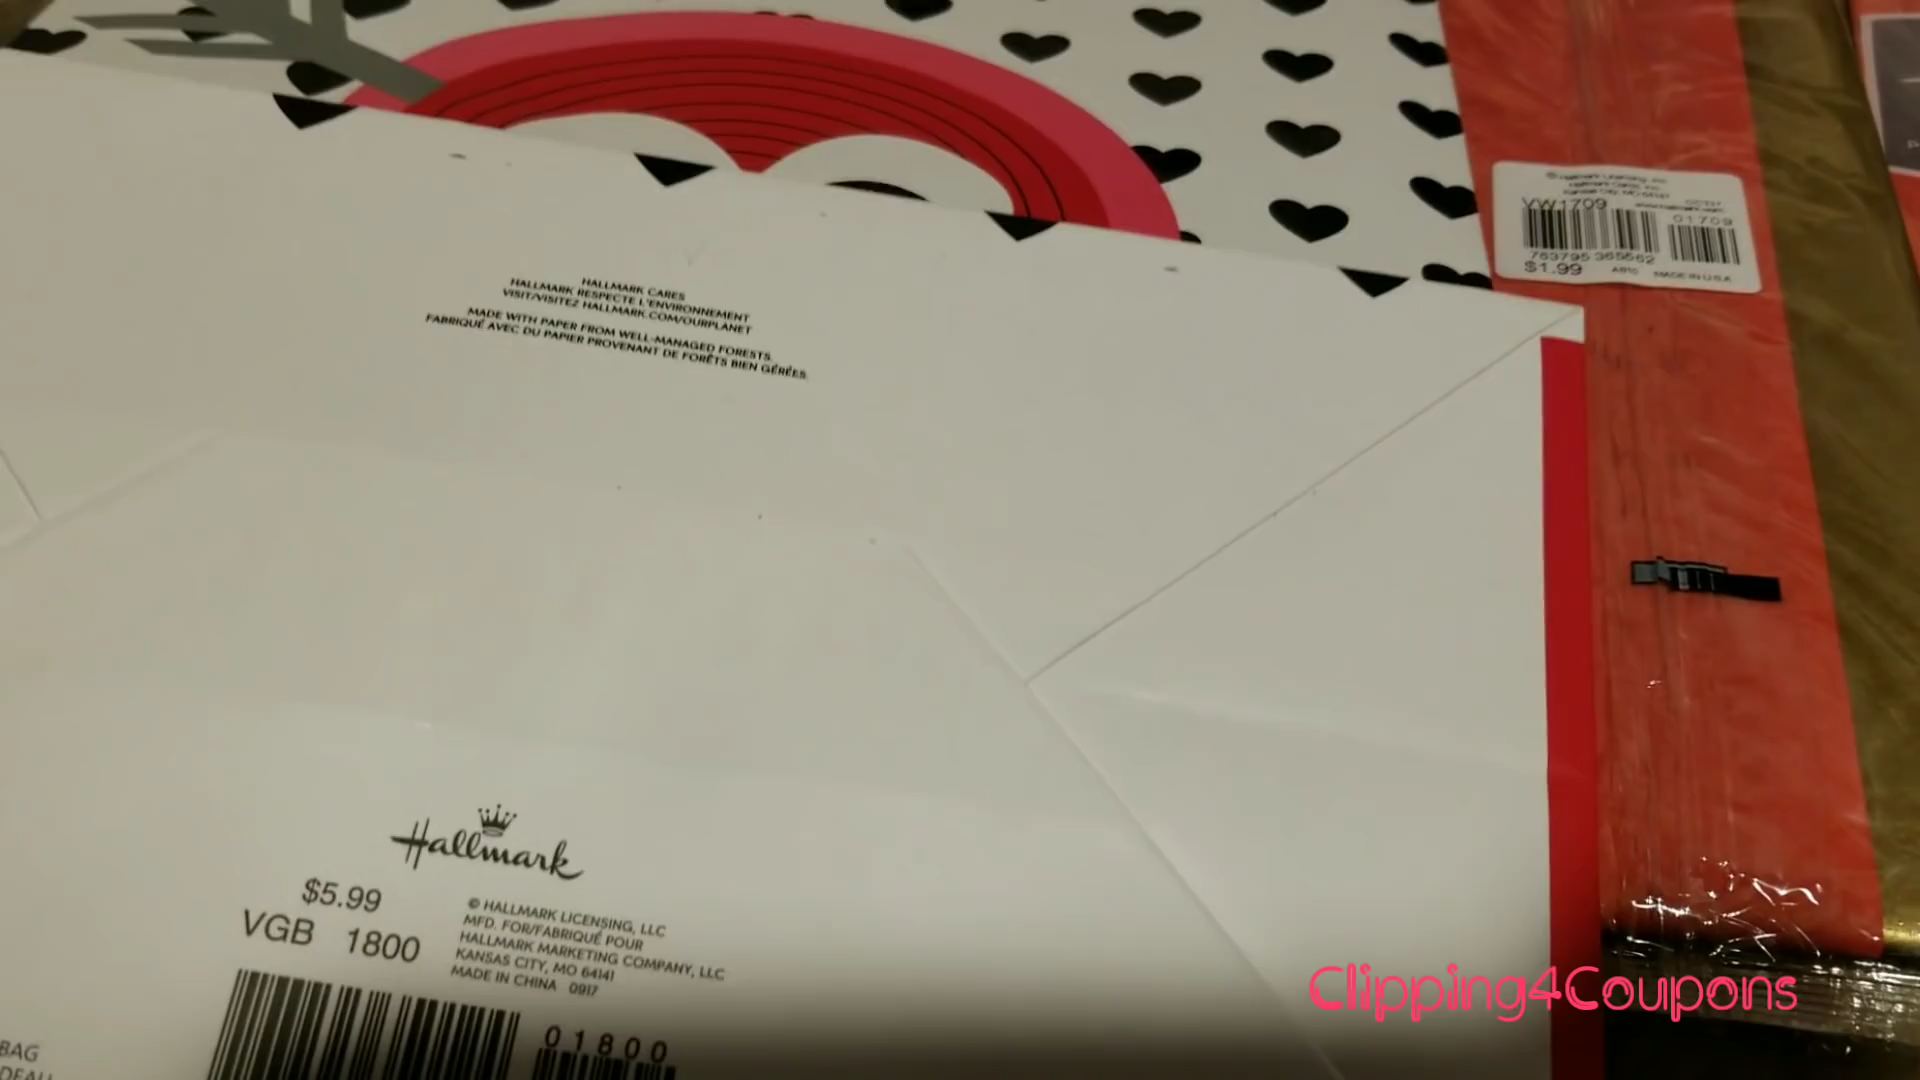 HALLMARK CARES
HALLMARK RESPECTE L'ENVIRONNEMENT
VISIT/VISITEZ HALLMARK.COM/OURPLANET
MADE WITH PAPER FROM WELL-MANAGED FORESTS.
FABRIQUÉ AVEC DU PAPIER PROVENANT DE FORÊTS BIEN GÉRÉES.
VW1709
01709
763795 365562
$1.99
MADE IN U.S.A.
Hallmark
$5.99
VGB 1800
© HALLMARK LICENSING, LLC
MFD. FOR/FABRIQUÉ POUR
HALLMARK MARKETING COMPANY, LLC
KANSAS CITY, MO 64141
MADE IN CHINA 0917
01800
BAG
Clipping4Coupons